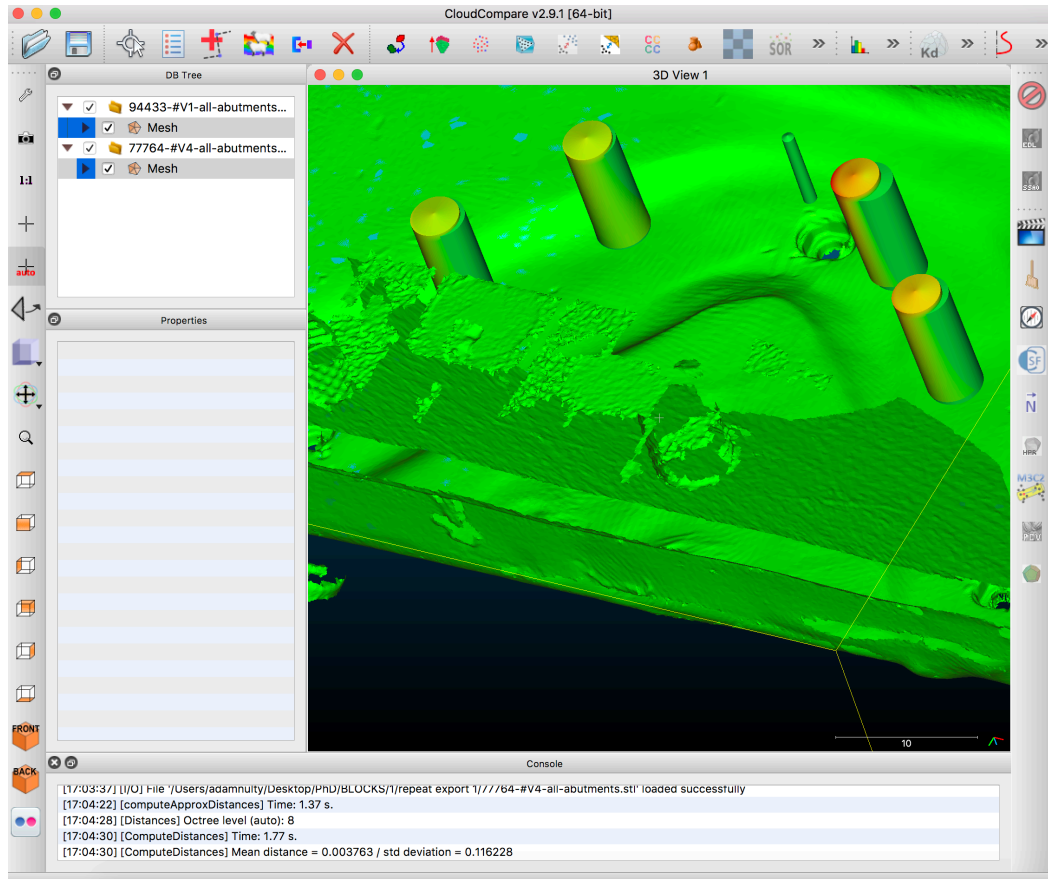 CloudCompare v2.9.1 [64-bit]
CC
CC
SOR
Kd
DB Tree
3D View 1
94433-#V1-all-abutments...
Mesh
77764-#V4-all-abutments...
Mesh
1:1
auto
Properties
EDL
CSF
N
HPR
M3C2
PCV
FRONT
BACK
10
Console
[17:03:37] [I/O] File '/Users/adamnulty/Desktop/PhD/BLOCKS/1/repeat export 1/77764-#V4-all-abutments.stl' loaded successfully
[17:04:22] [computeApproxDistances] Time: 1.37 s.
[17:04:28] [Distances] Octree level (auto): 8
[17:04:30] [ComputeDistances] Time: 1.77 s.
[17:04:30] [ComputeDistances] Mean distance = 0.003763 / std deviation = 0.116228